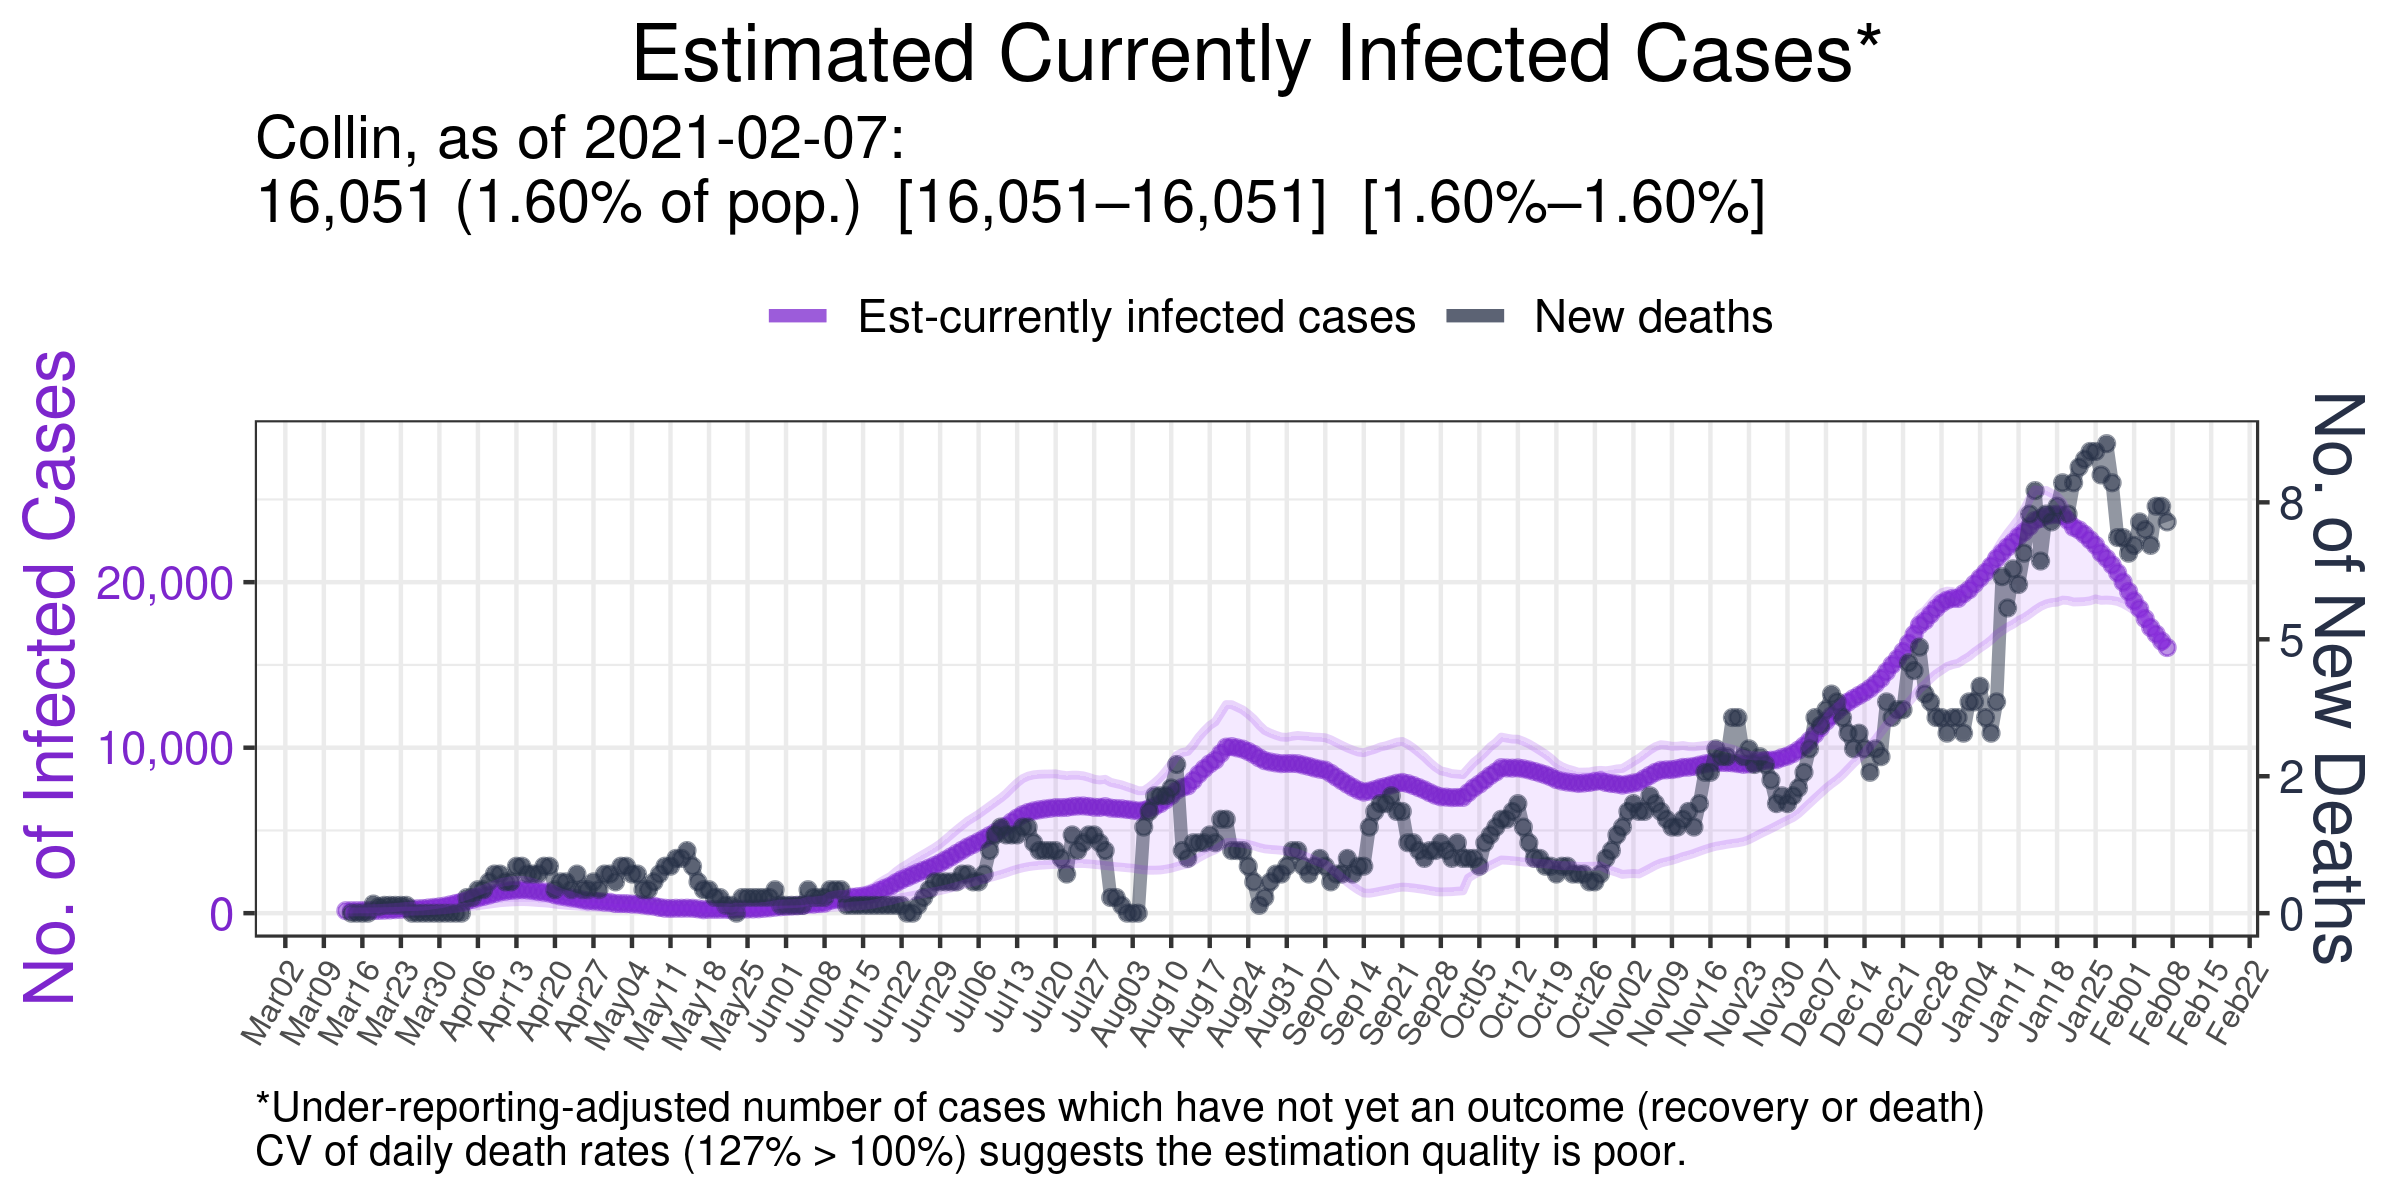 Estimated Currently Infected Cases*
Collin, as of 2021-02-07:
16,051 (1.60% of pop.)  [16,051–16,051]  [1.60%–1.60%]
Est-currently infected cases
New deaths
No. of Infected Cases
20,000
10,000
0
No. of New Deaths
8
5
2
0
Mar02
Mar09
Mar16
Mar23
Mar30
Apr06
Apr13
Apr20
Apr27
May04
May11
May18
May25
Jun01
Jun08
Jun15
Jun22
Jun29
Jul06
Jul13
Jul20
Jul27
Aug03
Aug10
Aug17
Aug24
Aug31
Sep07
Sep14
Sep21
Sep28
Oct05
Oct12
Oct19
Oct26
Nov02
Nov09
Nov16
Nov23
Nov30
Dec07
Dec14
Dec21
Dec28
Jan04
Jan11
Jan18
Jan25
Feb01
Feb08
Feb15
Feb22
*Under-reporting-adjusted number of cases which have not yet an outcome (recovery or death)
CV of daily death rates (127% > 100%) suggests the estimation quality is poor.